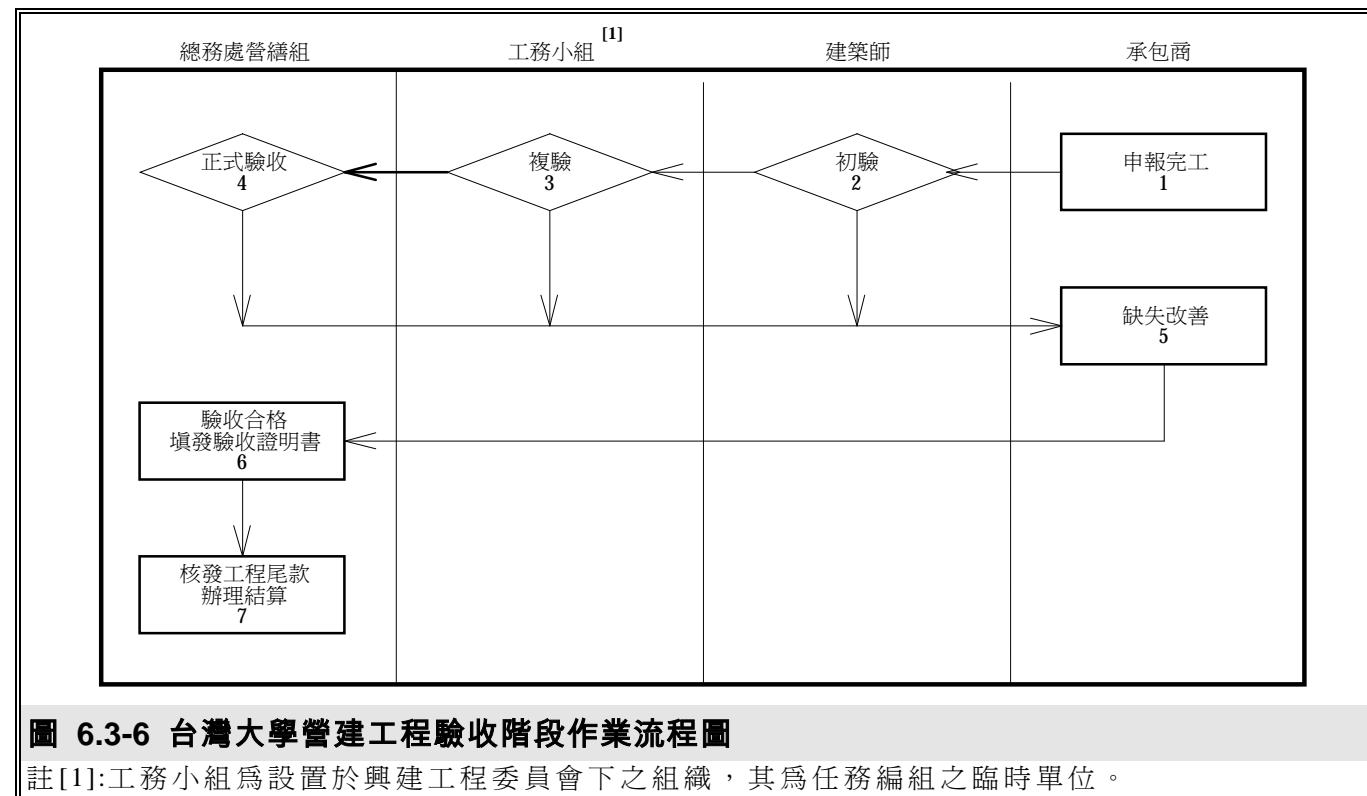 總務處營繕組
工務小組 [1]
建築師
承包商
正式驗收
4
複驗
3
初驗
2
申報完工
1
缺失改善
5
驗收合格
填發驗收證明書
6
核發工程尾款
辦理結算
7
圖 6.3-6 台灣大學營建工程驗收階段作業流程圖
註[1]:工務小組爲設置於興建工程委員會下之組織，其爲任務編組之臨時單位。